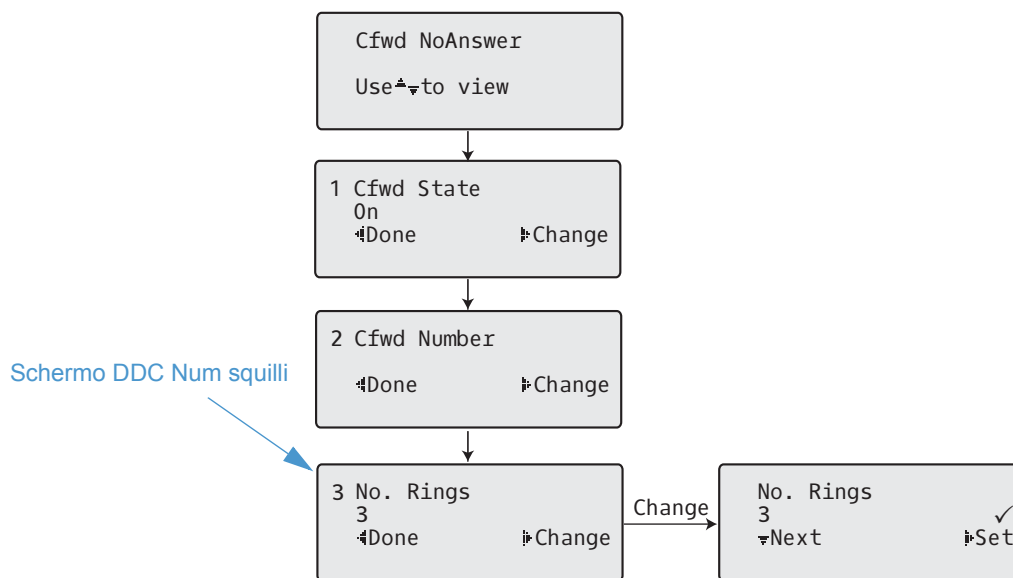 Cfwd NoAnswer
Use to view
1 Cfwd State
On
Done Change
2 Cfwd Number
Done Change
Schermo DDC Num squilli
3 No. Rings
3
Done Change
Change
No. Rings
3 ✓
Next Set